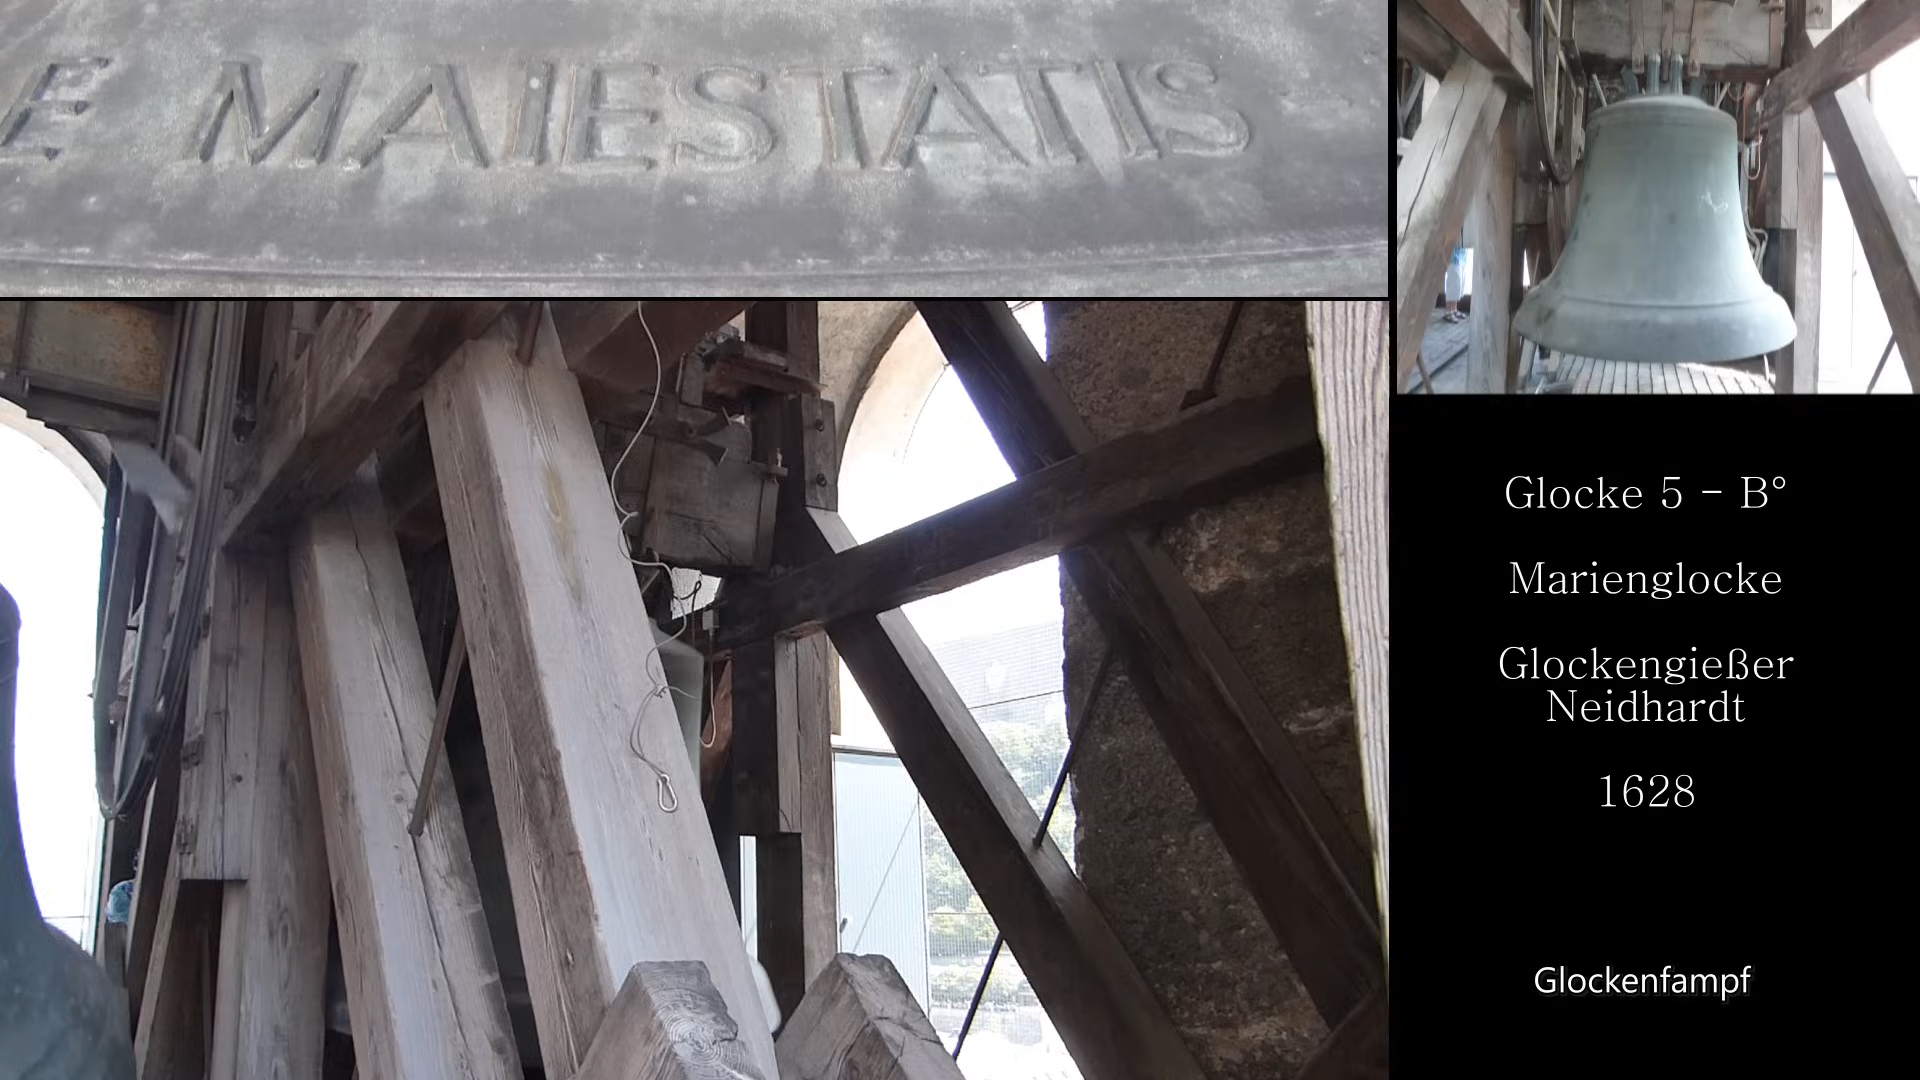 E MAIESTATIS
Glocke 5 - B°
Marienglocke
Glockengießer
Neidhardt
1628
Glockenfampf